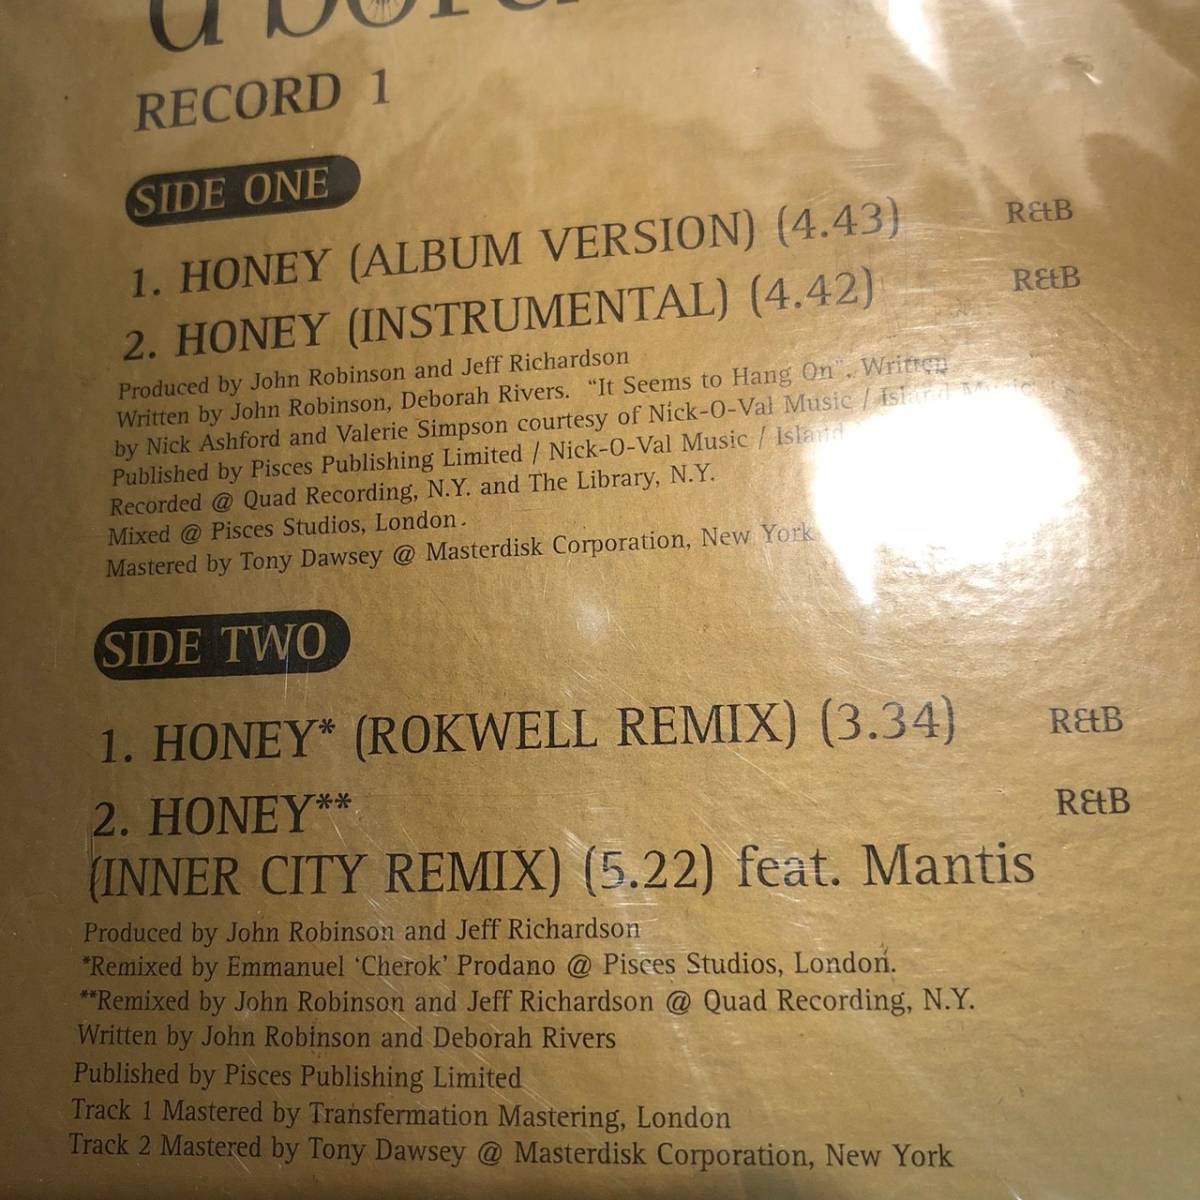 RECORD 1
SIDE ONE
1. HONEY (ALBUM VERSION) (4.43) R&B
2. HONEY (INSTRUMENTAL) (4.42) R&B
Produced by John Robinson and Jeff Richardson
Written by John Robinson, Deborah Rivers. "It Seems to Hang On". Written
by Nick Ashford and Valerie Simpson courtesy of Nick-O-Val Music / Island Music
Published by Pisces Publishing Limited / Nick-O-Val Music / Island
Recorded @ Quad Recording, N.Y. and The Library, N.Y.
Mixed @ Pisces Studios, London.
Mastered by Tony Dawsey @ Masterdisk Corporation, New York
SIDE TWO
1. HONEY* (ROKWELL REMIX) (3.34) R&B
2. HONEY** R&B
(INNER CITY REMIX) (5.22) feat. Mantis
Produced by John Robinson and Jeff Richardson
*Remixed by Emmanuel 'Cherok' Prodano @ Pisces Studios, London.
**Remixed by John Robinson and Jeff Richardson @ Quad Recording, N.Y.
Written by John Robinson and Deborah Rivers
Published by Pisces Publishing Limited
Track 1 Mastered by Transfermation Mastering, London
Track 2 Mastered by Tony Dawsey @ Masterdisk Corporation, New York